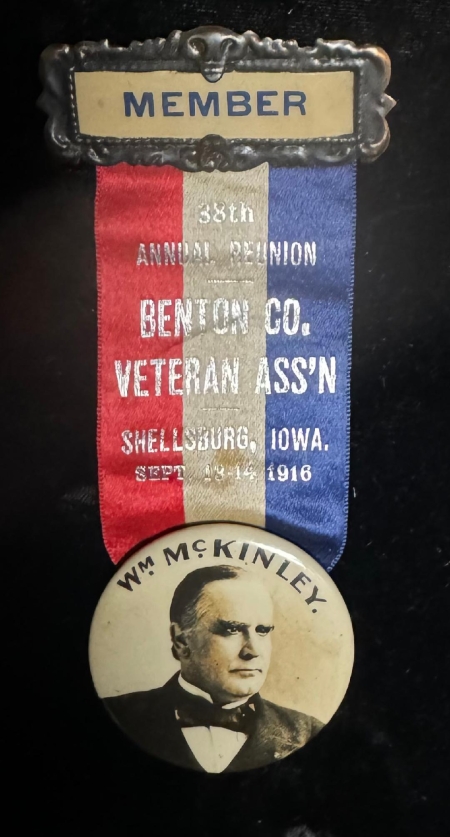 MEMBER
38th
ANNUAL REUNION
BENTON CO.
VETERAN ASS'N
SHELLSBURG, IOWA.
SEPT. 13-14 1916
WM MCKINLEY.